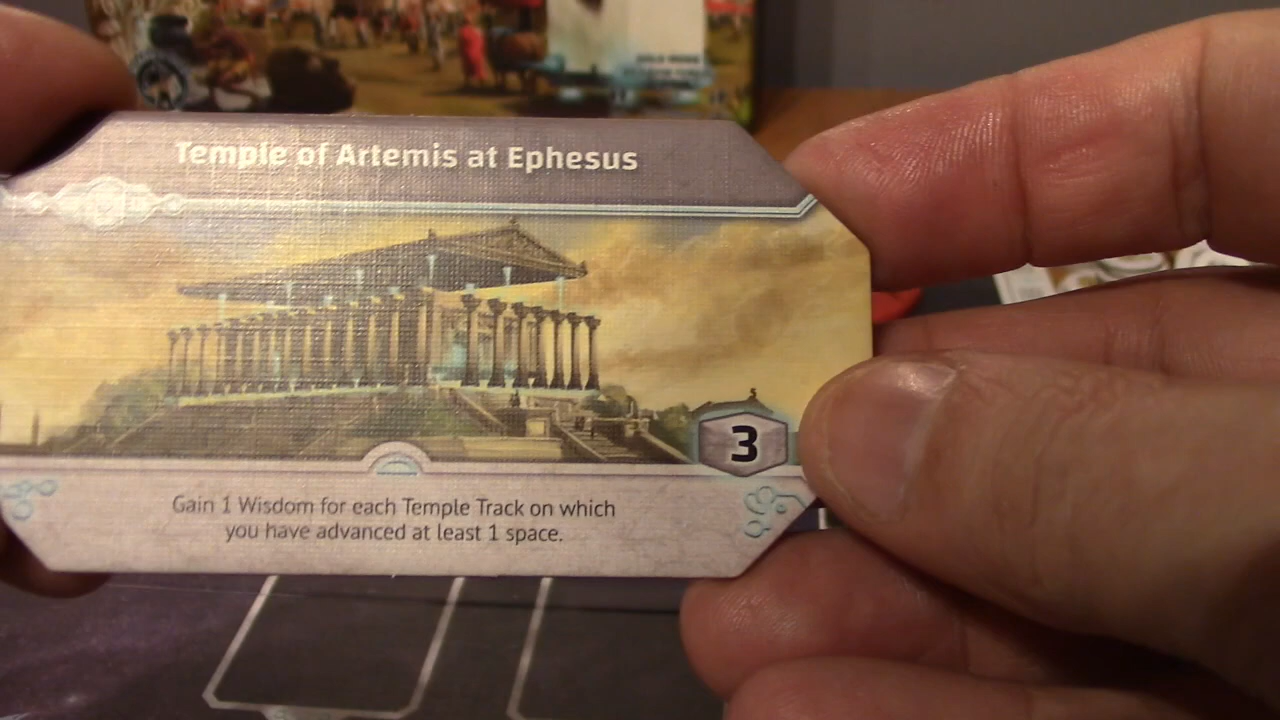 Temple of Artemis at Ephesus
3
Gain 1 Wisdom for each Temple Track on which
you have advanced at least 1 space.